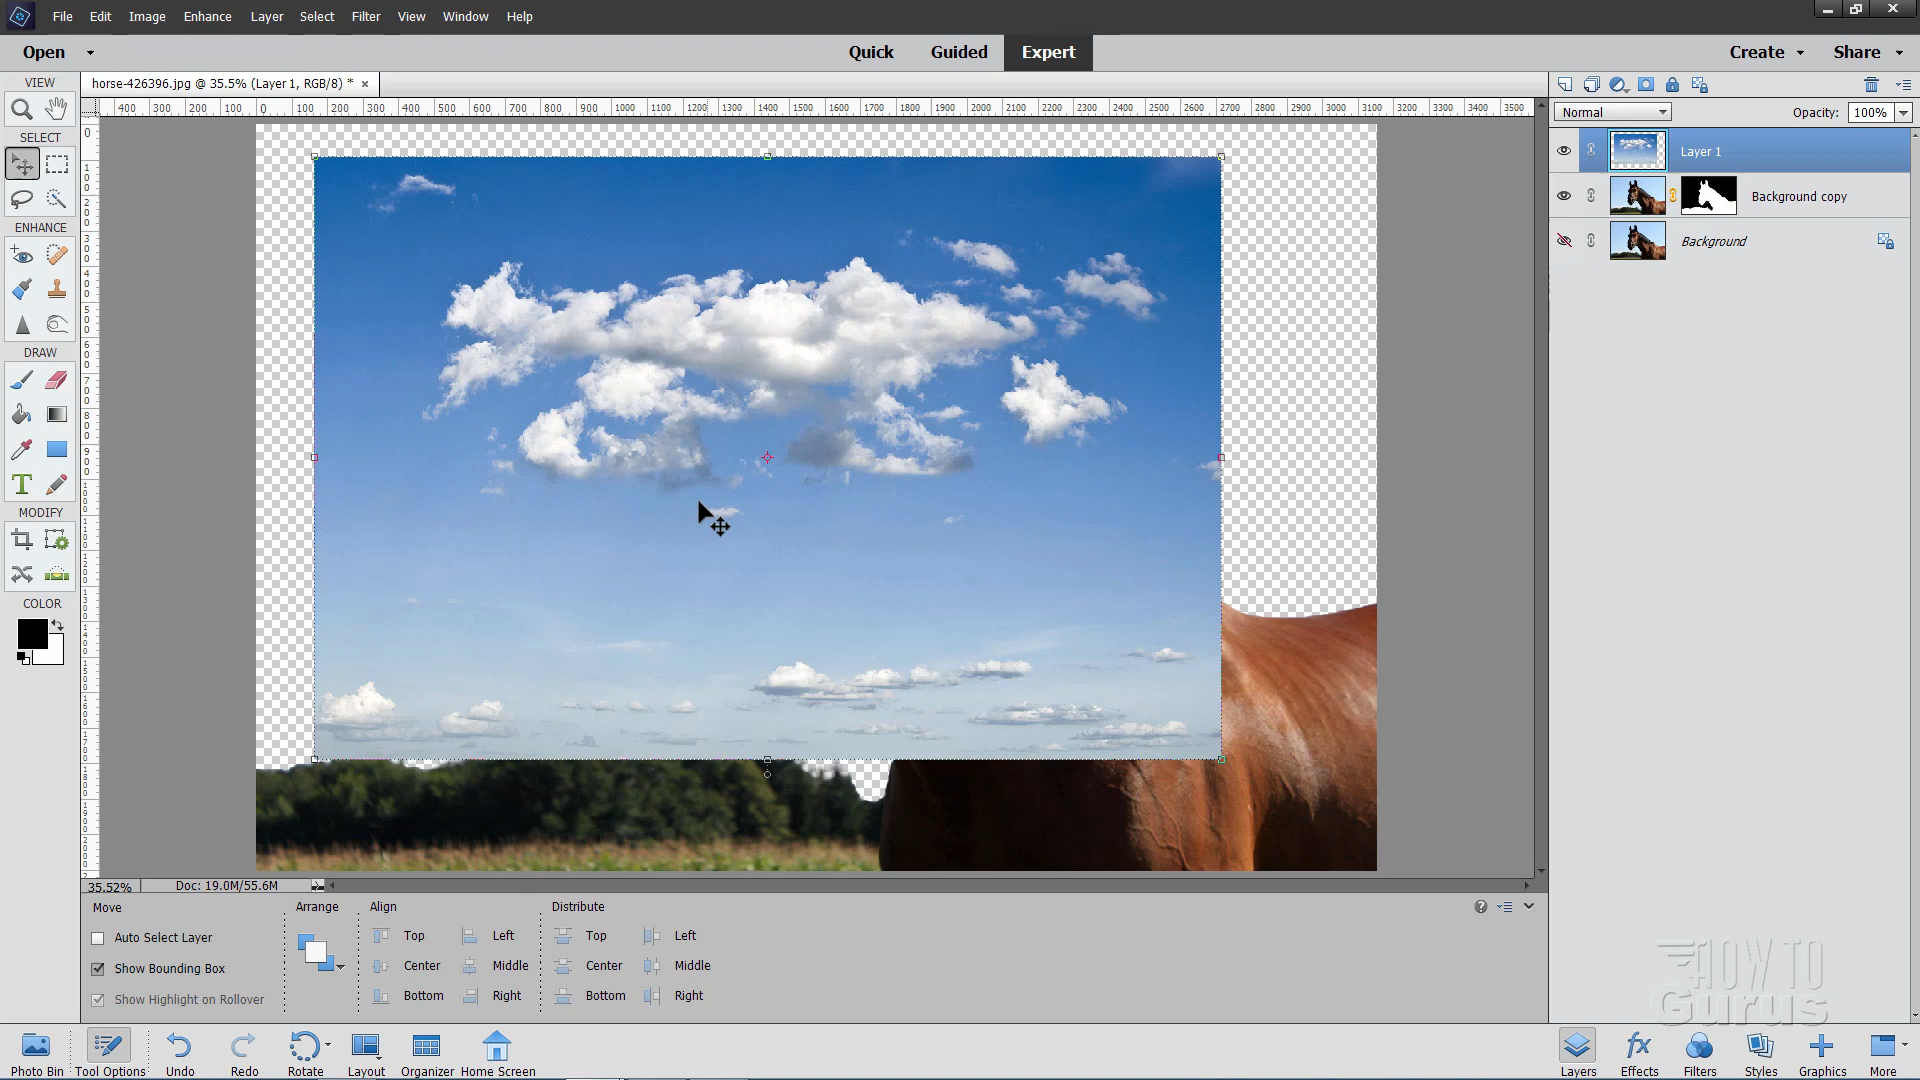 File Edit Image Enhance Layer Select Filter View Window Help
Open Quick Guided Expert Create Share
VIEW
horse-426396.jpg @ 35.5% (Layer 1, RGB/8) * ×
400 300 200 100 0 100 200 300 400 500 600 700 800 900 1000 1100 1200 1300 1400 1500 1600 1700 1800 1900 2000 2100 2200 2300 2400 2500 2600 2700 2800 2900 3000 3100 3200 3300 3400 3500
Normal Opacity: 100%
SELECT
Layer 1
Background copy
ENHANCE
Background
DRAW
T
MODIFY
COLOR
35.52% Doc: 19.0M/55.6M
Move Arrange Align Distribute
Auto Select Layer Top Left Top Left
Show Bounding Box Center Middle Center Middle
Show Highlight on Rollover Bottom Right Bottom Right
HOW TO
Gurus
fx
Photo Bin Tool Options Undo Redo Rotate Layout Organizer Home Screen Layers Effects Filters Styles Graphics More